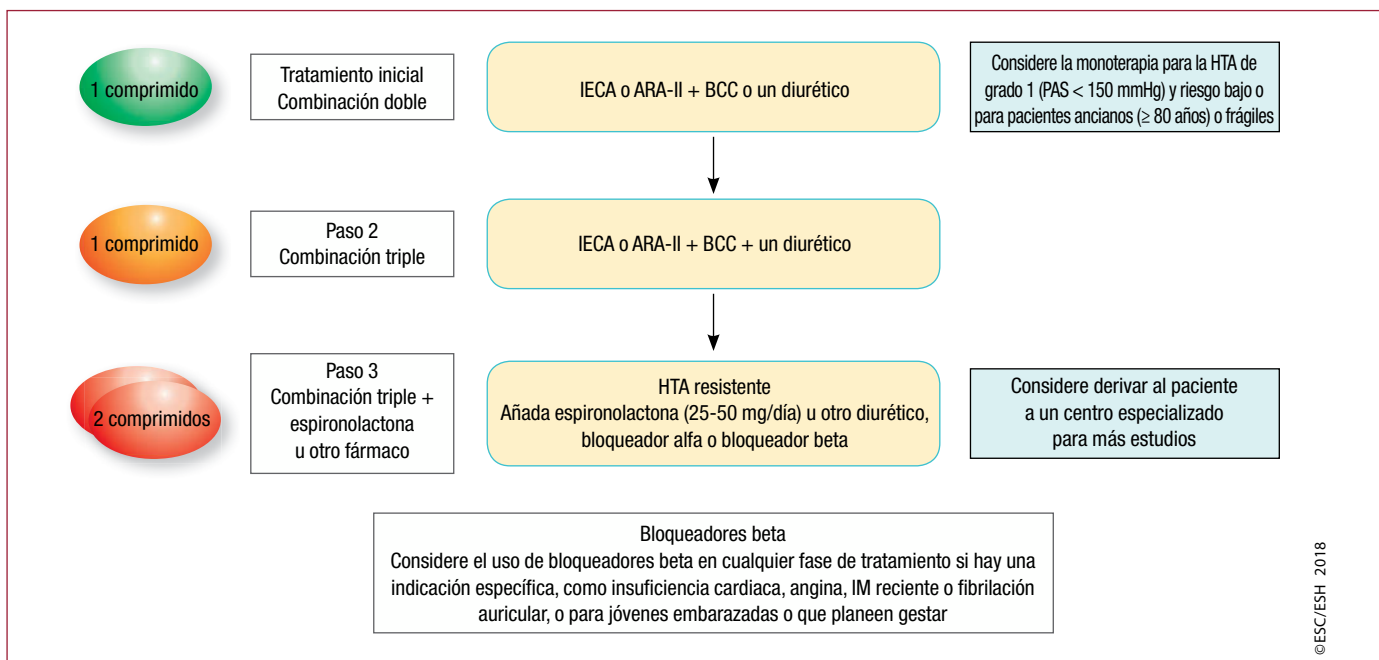 1 comprimido
Tratamiento inicial
Combinación doble
IECA o ARA-II + BCC o un diurético
Considere la monoterapia para la HTA de
grado 1 (PAS < 150 mmHg) y riesgo bajo o
para pacientes ancianos (≥ 80 años) o frágiles
1 comprimido
Paso 2
Combinación triple
IECA o ARA-II + BCC + un diurético
2 comprimidos
Paso 3
Combinación triple +
espironolactona
u otro fármaco
HTA resistente
Añada espironolactona (25-50 mg/día) u otro diurético,
bloqueador alfa o bloqueador beta
Considere derivar al paciente
a un centro especializado
para más estudios
Bloqueadores beta
Considere el uso de bloqueadores beta en cualquier fase de tratamiento si hay una
indicación específica, como insuficiencia cardiaca, angina, IM reciente o fibrilación
auricular, o para jóvenes embarazadas o que planeen gestar
©ESC/ESH 2018